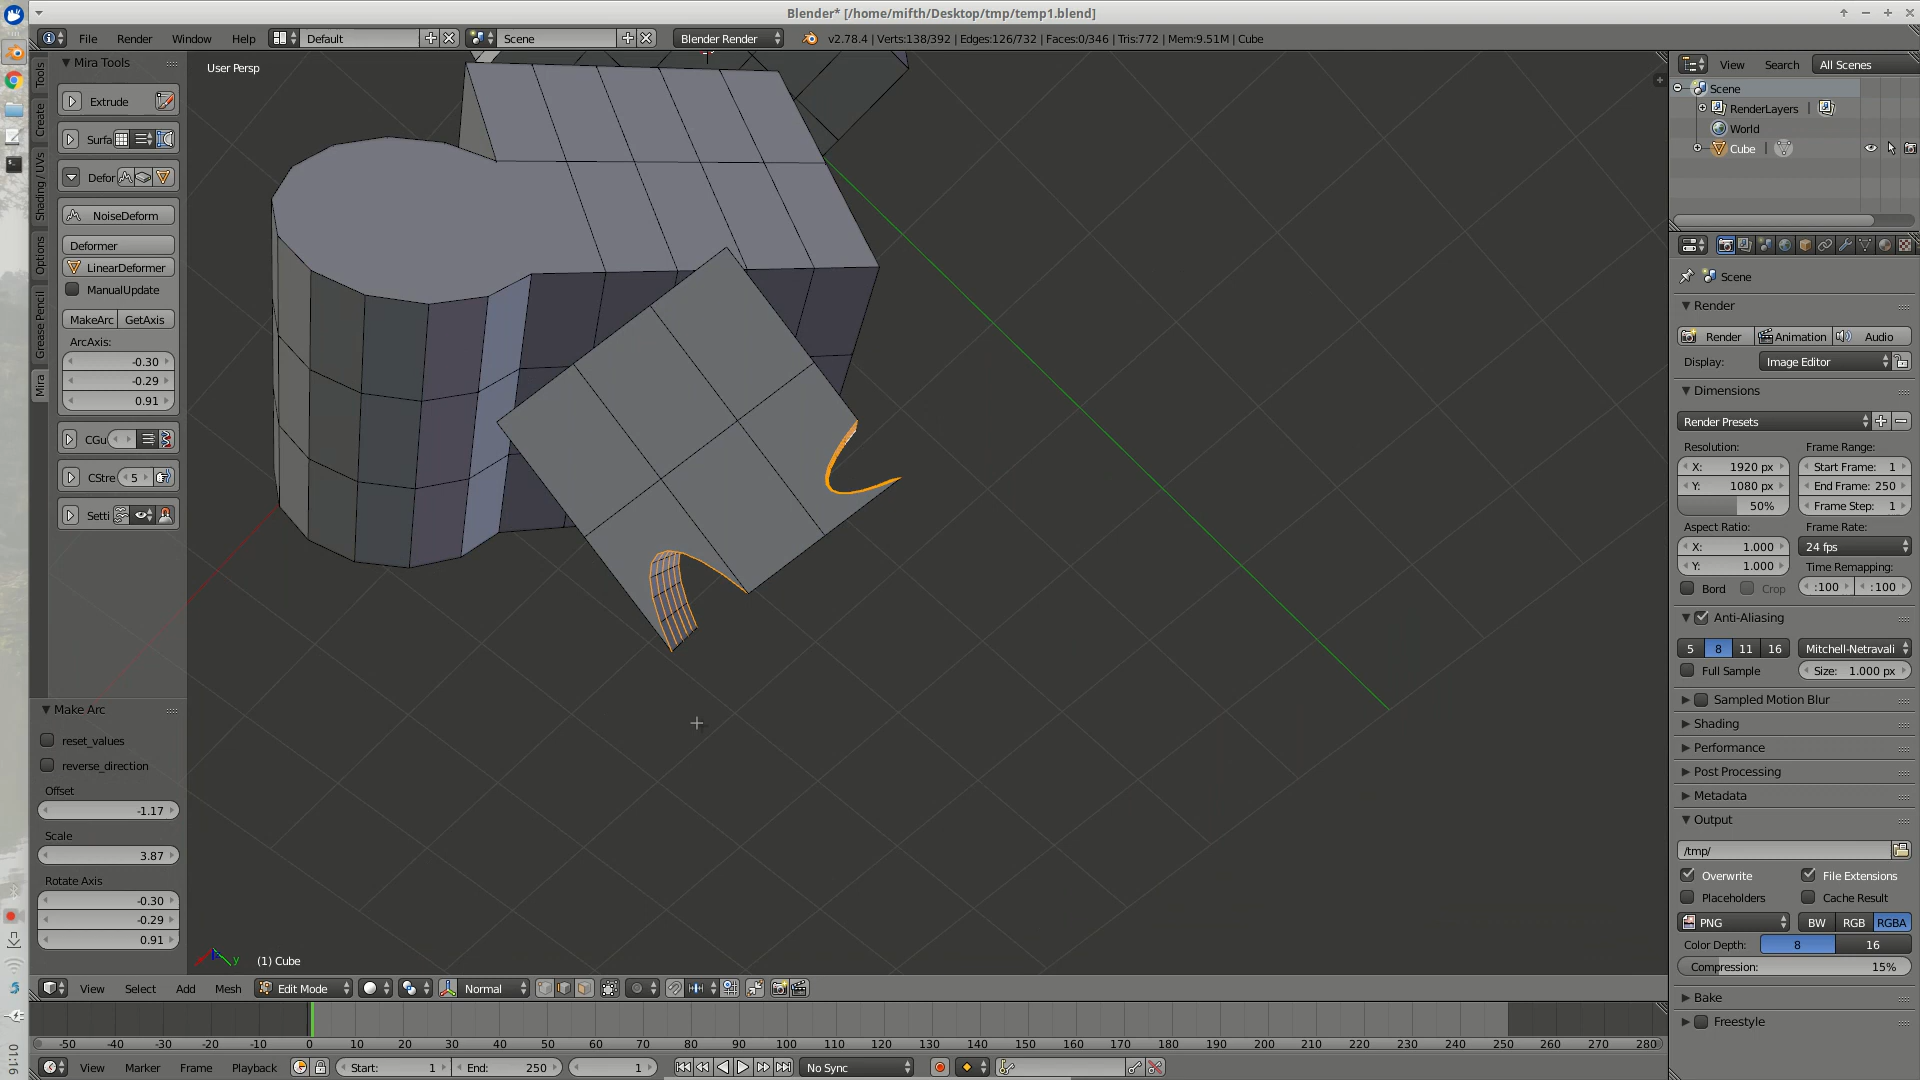 Blender* [/home/mifth/Desktop/tmp/temp1.blend]
File Render Window Help Default Scene Blender Render v2.78.4 | Verts:138/392 | Edges:126/732 | Faces:0/346 | Tris:772 | Mem:9.51M | Cube
Tools
Create
Shading / UVs
Options
Grease Pencil
Mira
Mira Tools
Extrude
Surfa
Defor
NoiseDeform
Deformer
LinearDeformer
ManualUpdate
MakeArc GetAxis
ArcAxis:
-0.30
-0.29
0.91
CGu
CStre 5
Setti
Make Arc
reset_values
reverse_direction
Offset
-1.17
Scale
3.87
Rotate Axis
-0.30
-0.29
0.91
User Persp
y
(1) Cube
View Select Add Mesh Edit Mode Normal
-50 -40 -30 -20 -10 0 10 20 30 40 50 60 70 80 90 100 110 120 130 140 150 160 170 180 190 200 210 220 230 240 250 260 270 280
View Marker Frame Playback Start: 1 End: 250 1 No Sync
01:16
View Search All Scenes
Scene
RenderLayers
World
Cube
Scene
Render
Render Animation Audio
Display: Image Editor
Dimensions
Render Presets
Resolution: Frame Range:
X: 1920 px Start Frame: 1
Y: 1080 px End Frame: 250
50% Frame Step: 1
Aspect Ratio: Frame Rate:
X: 1.000 24 fps
Y: 1.000 Time Remapping:
Bord Crop :100 :100
Anti-Aliasing
5 8 11 16 Mitchell-Netravali
Full Sample Size: 1.000 px
Sampled Motion Blur
Shading
Performance
Post Processing
Metadata
Output
/tmp/
Overwrite File Extensions
Placeholders Cache Result
PNG BW RGB RGBA
Color Depth: 8 16
Compression: 15%
Bake
Freestyle